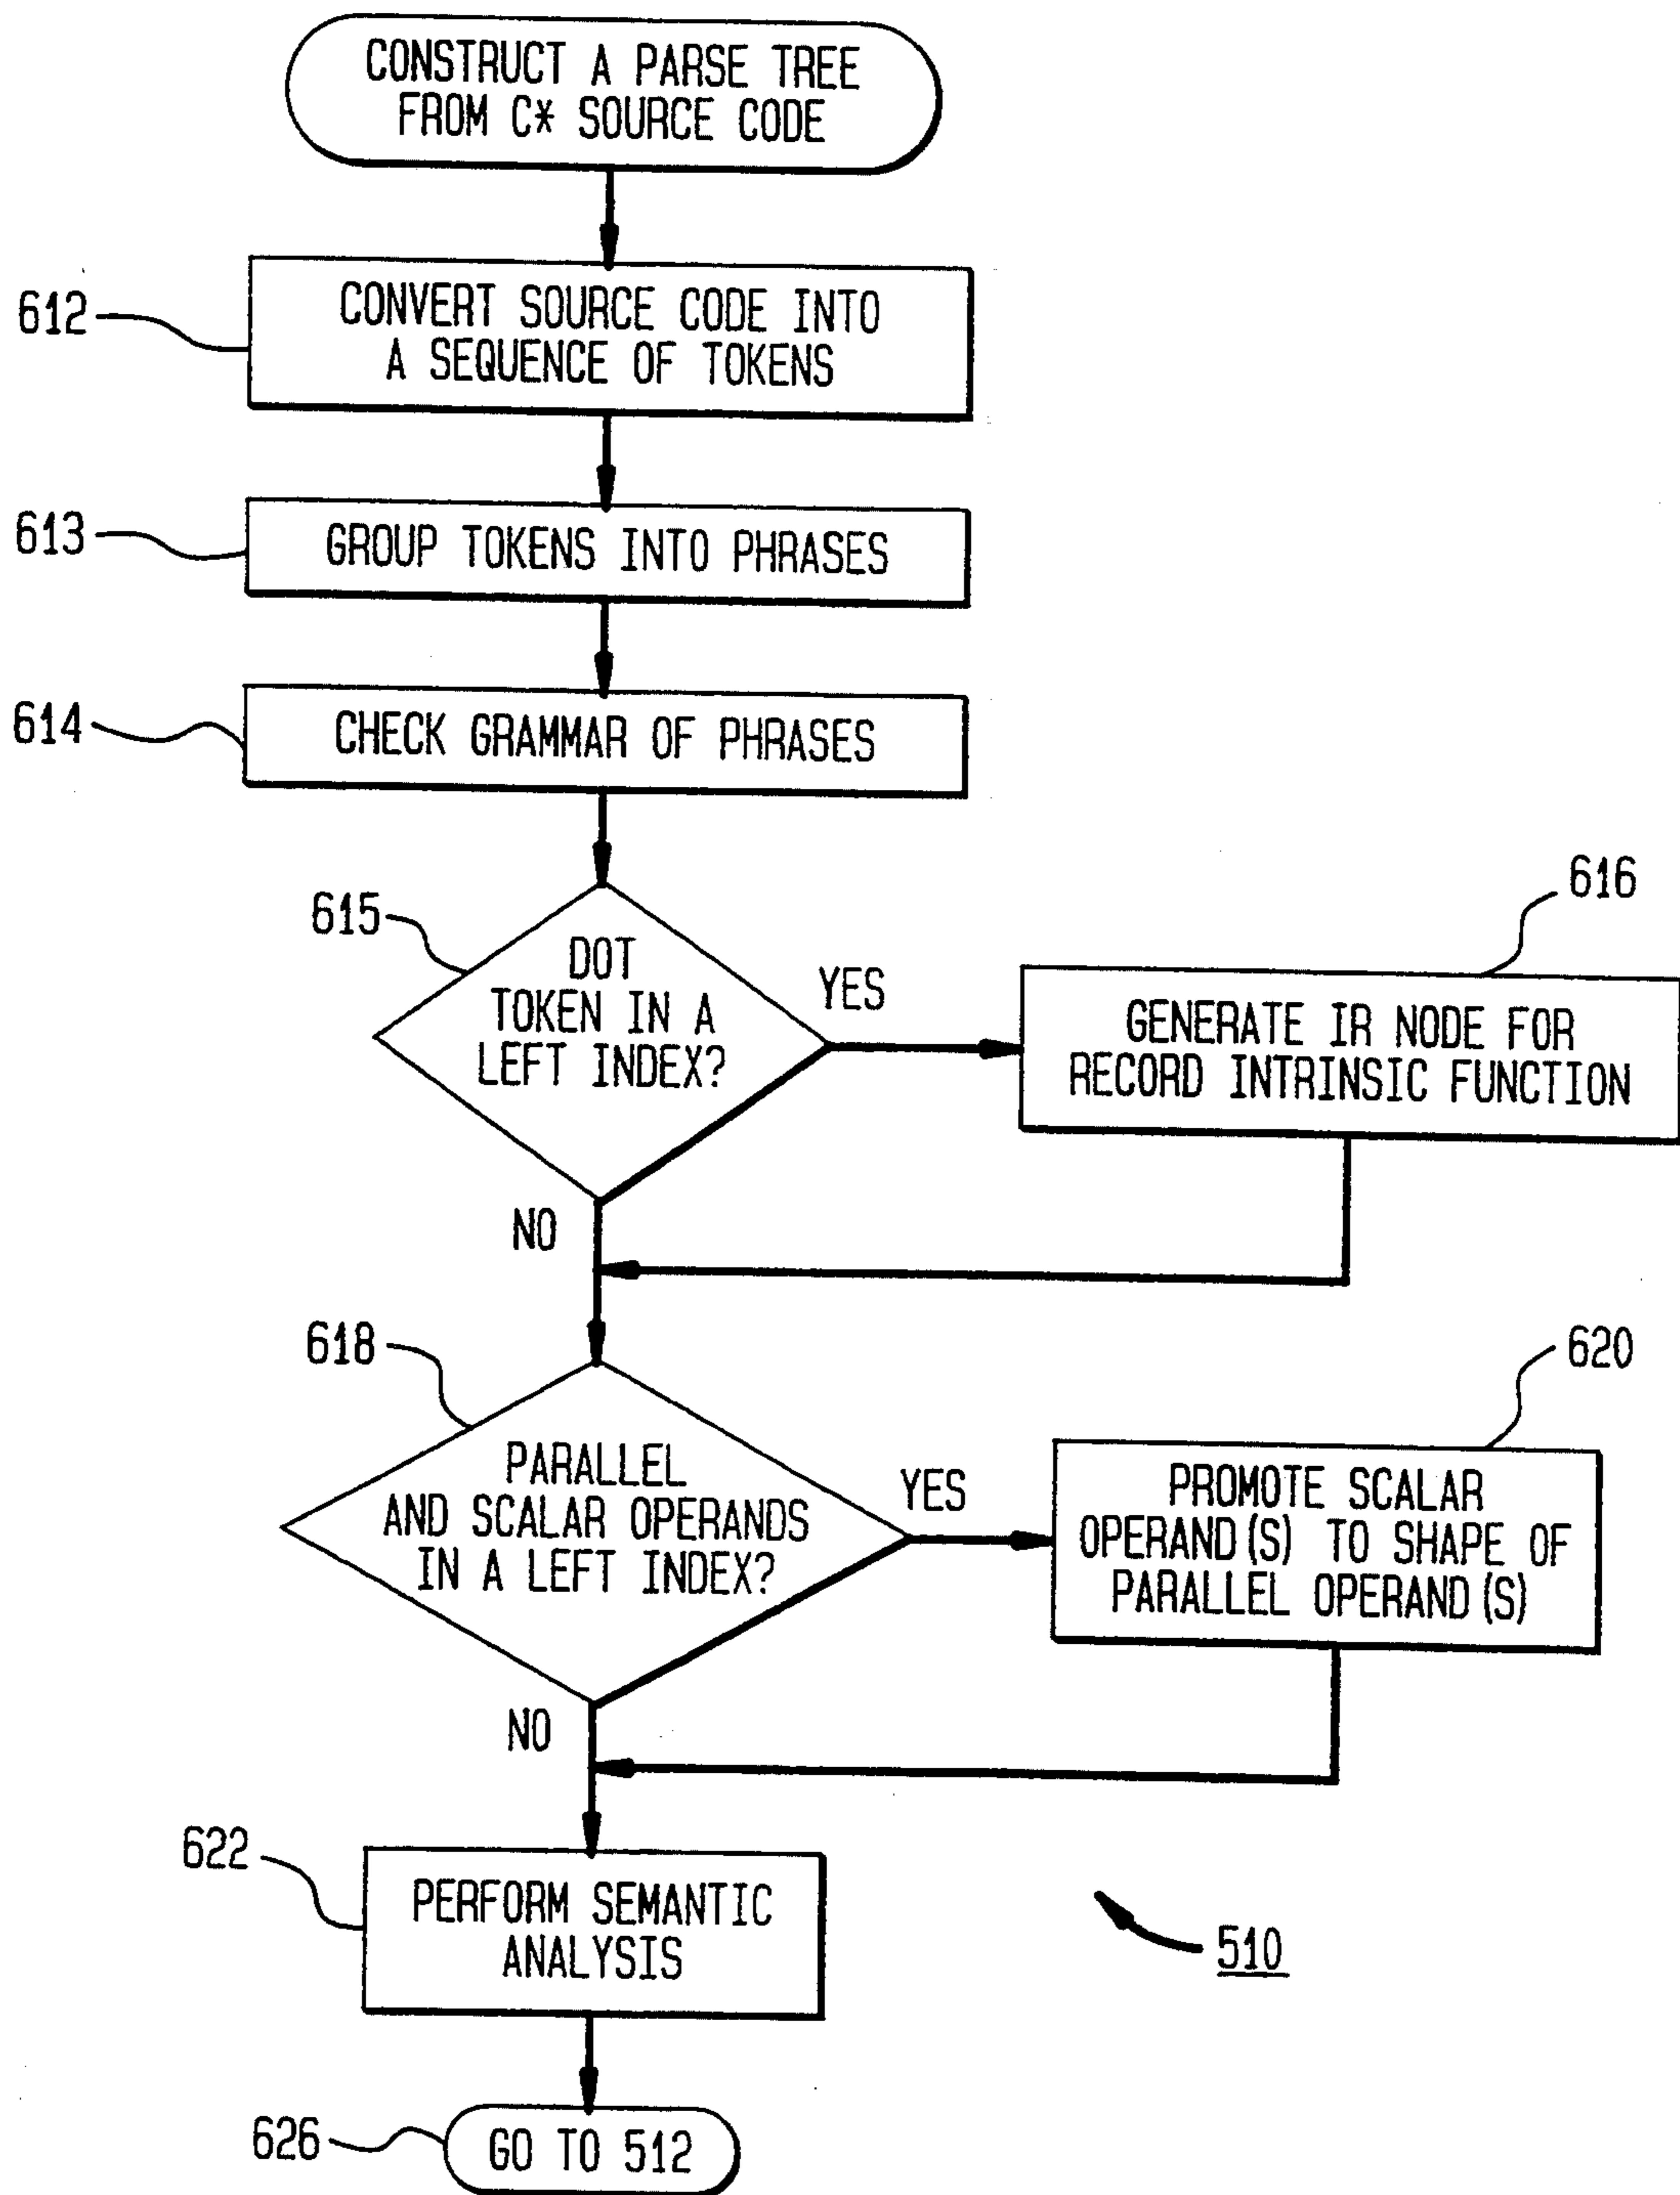 CONSTRUCT A PARSE TREE
FROM C* SOURCE CODE
612
CONVERT SOURCE CODE INTO
A SEQUENCE OF TOKENS
613
GROUP TOKENS INTO PHRASES
614
CHECK GRAMMAR OF PHRASES
615
DOT
TOKEN IN A
LEFT INDEX?
YES
616
GENERATE IR NODE FOR
RECORD INTRINSIC FUNCTION
NO
618
PARALLEL
AND SCALAR OPERANDS
IN A LEFT INDEX?
YES
620
PROMOTE SCALAR
OPERAND(S) TO SHAPE OF
PARALLEL OPERAND(S)
NO
622
PERFORM SEMANTIC
ANALYSIS
510
626
GO TO 512